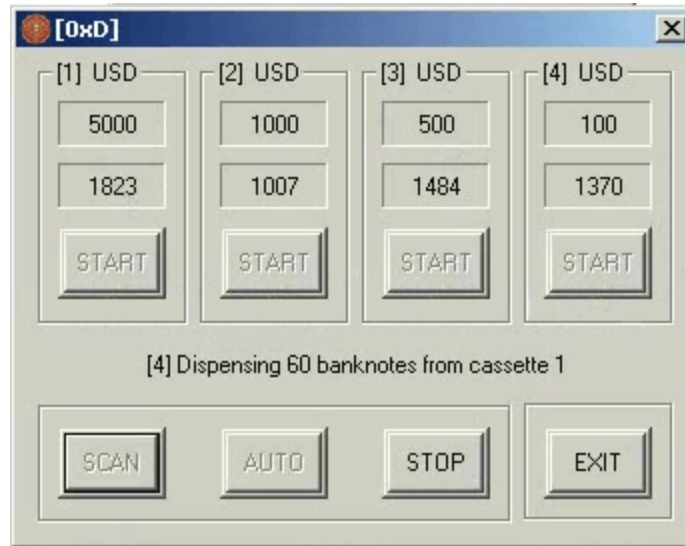 [0xD]
[1] USD [2] USD [3] USD [4] USD
5000 1000 500 100
1823 1007 1484 1370
START START START START
[4] Dispensing 60 banknotes from cassette 1
SCAN AUTO STOP EXIT